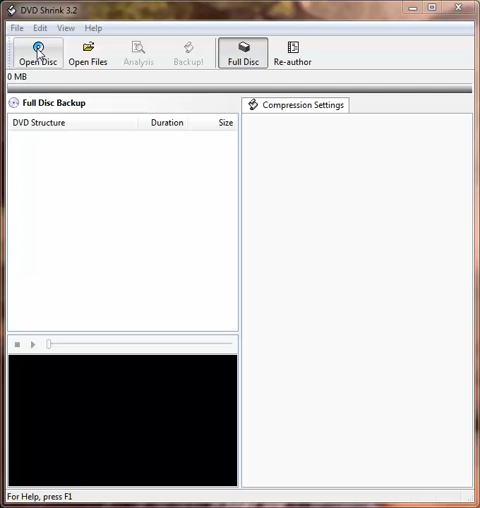 DVD Shrink 3.2
File Edit View Help
Open Disc Open Files Analysis Backup! Full Disc Re-author
0 MB
Full Disc Backup
Compression Settings
DVD Structure Duration Size
For Help, press F1